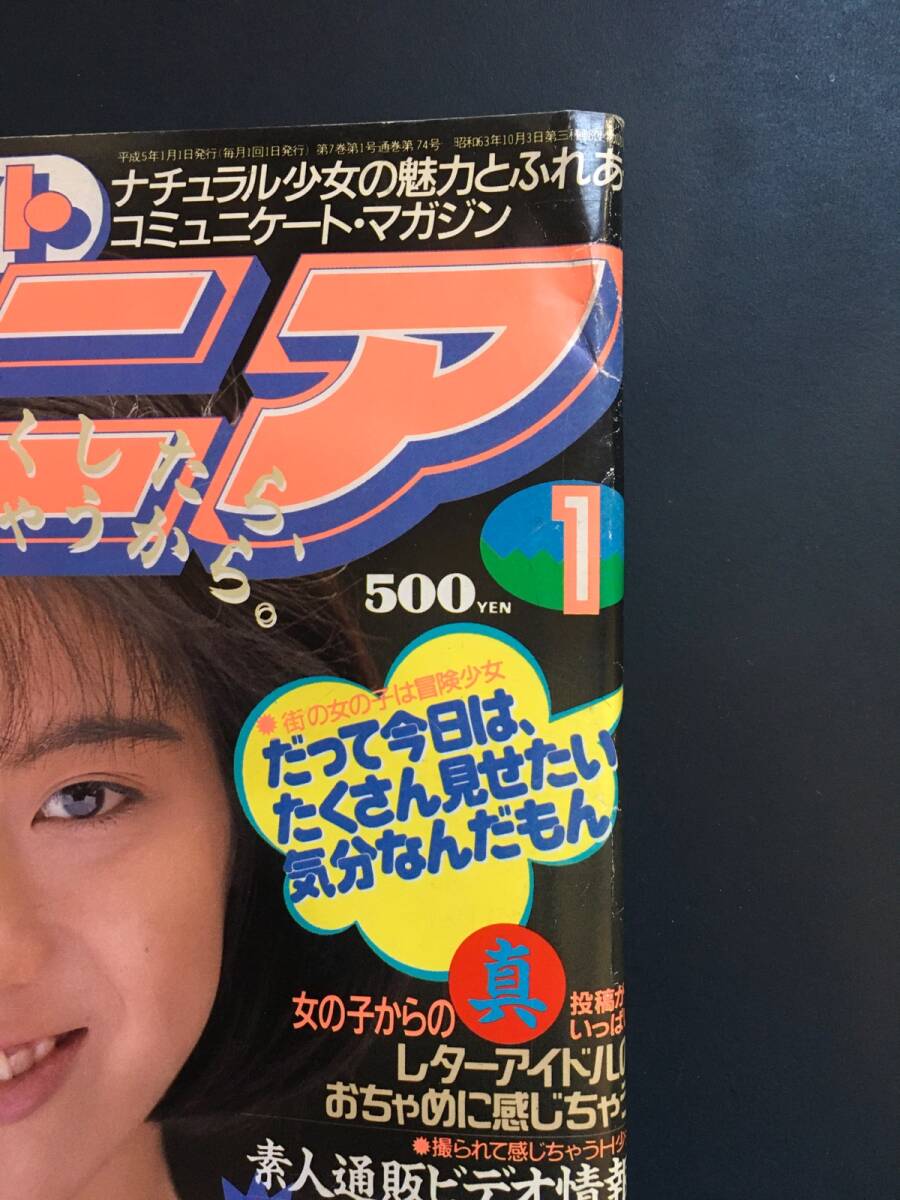 平成5年1月1日発行(毎月1回1日発行) 第7巻第1号通巻第74号 昭和63年10月3日第三種郵便
ナチュラル少女の魅力とふれあ
コミュニケート・マガジン
ト
ニア
くしたら、
ゃうから。
500 YEN
1
街の女の子は冒険少女
だって今日は、
たくさん見せたい
気分なんだもん
女の子からの
真
投稿が
いっぱい
レターアイドルの
おちゃめに感じちゃう
撮られて感じちゃうH少
素人通販ビデオ情報